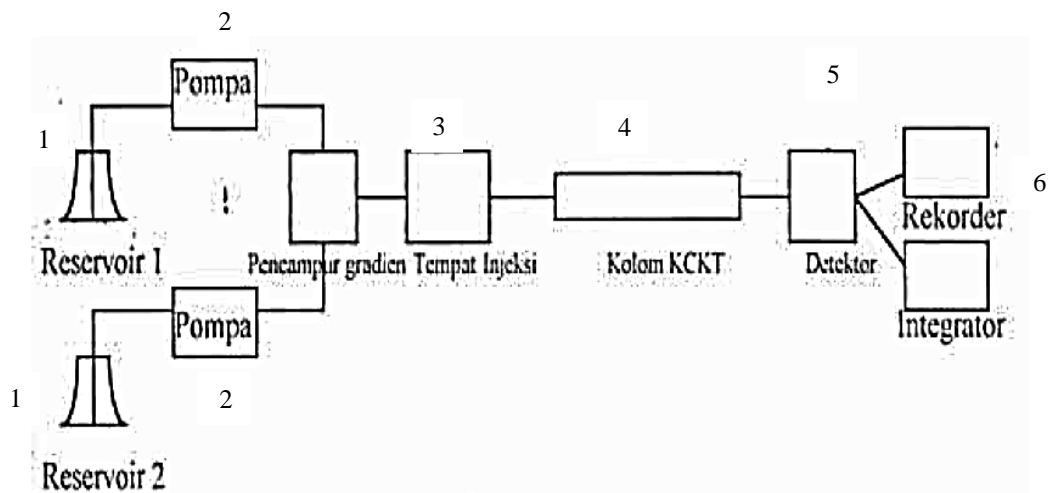 2
Pompa
5
3
4
1
6
!
Rekorder
Reservoir 1
Pencampur gradien Tempat Injeksi
Kolom KCKT
Detektor
Pompa
Integrator
1
2
Reservoir 2